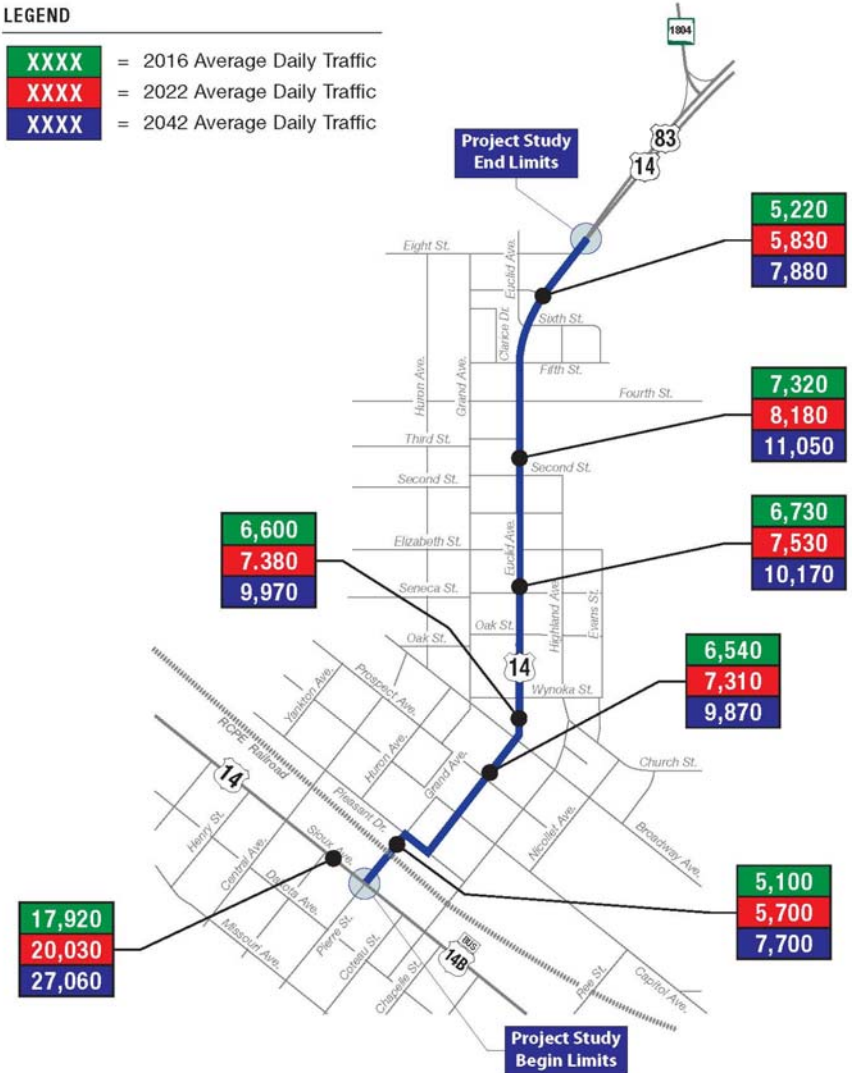 LEGEND
XXXX = 2016 Average Daily Traffic
XXXX = 2022 Average Daily Traffic
XXXX = 2042 Average Daily Traffic
1804
83
14
Project Study
End Limits
5,220
5,830
7,880
Eight St.
Euclid Ave.
Clarice Dr.
Sixth St.
Fifth St.
Huron Ave.
Grand Ave.
Fourth St.
7,320
8,180
11,050
Third St.
Second St.
Second St.
6,730
7,530
10,170
6,600
7.380
9,970
Elizabeth St.
Euclid Ave.
Seneca St.
Highland Ave.
Evans St.
Oak St.
Oak St.
14
Wynoka St.
6,540
7,310
9,870
Yankton Ave.
Prospect Ave.
RCPE Railroad
Huron Ave.
Grand Ave.
Church St.
14
Pleasant Dr.
Nicollet Ave.
Broadway Ave.
Henry St.
Central Ave.
Sioux Ave.
Dakota Ave.
Missouri Ave.
Pierre St.
Coteau St.
Chapelle St.
BUS
14B
Ree St.
Capitol Ave.
17,920
20,030
27,060
5,100
5,700
7,700
Project Study
Begin Limits